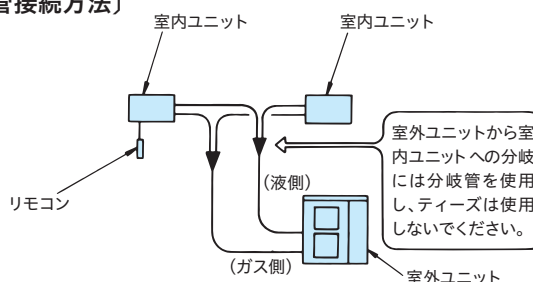 管接続方法〕
室内ユニット
室内ユニット
室外ユニットから室
内ユニットへの分岐
には分岐管を使用
し、ティーズは使用
しないでください。
リモコン
(液側)
(ガス側)
室外ユニット